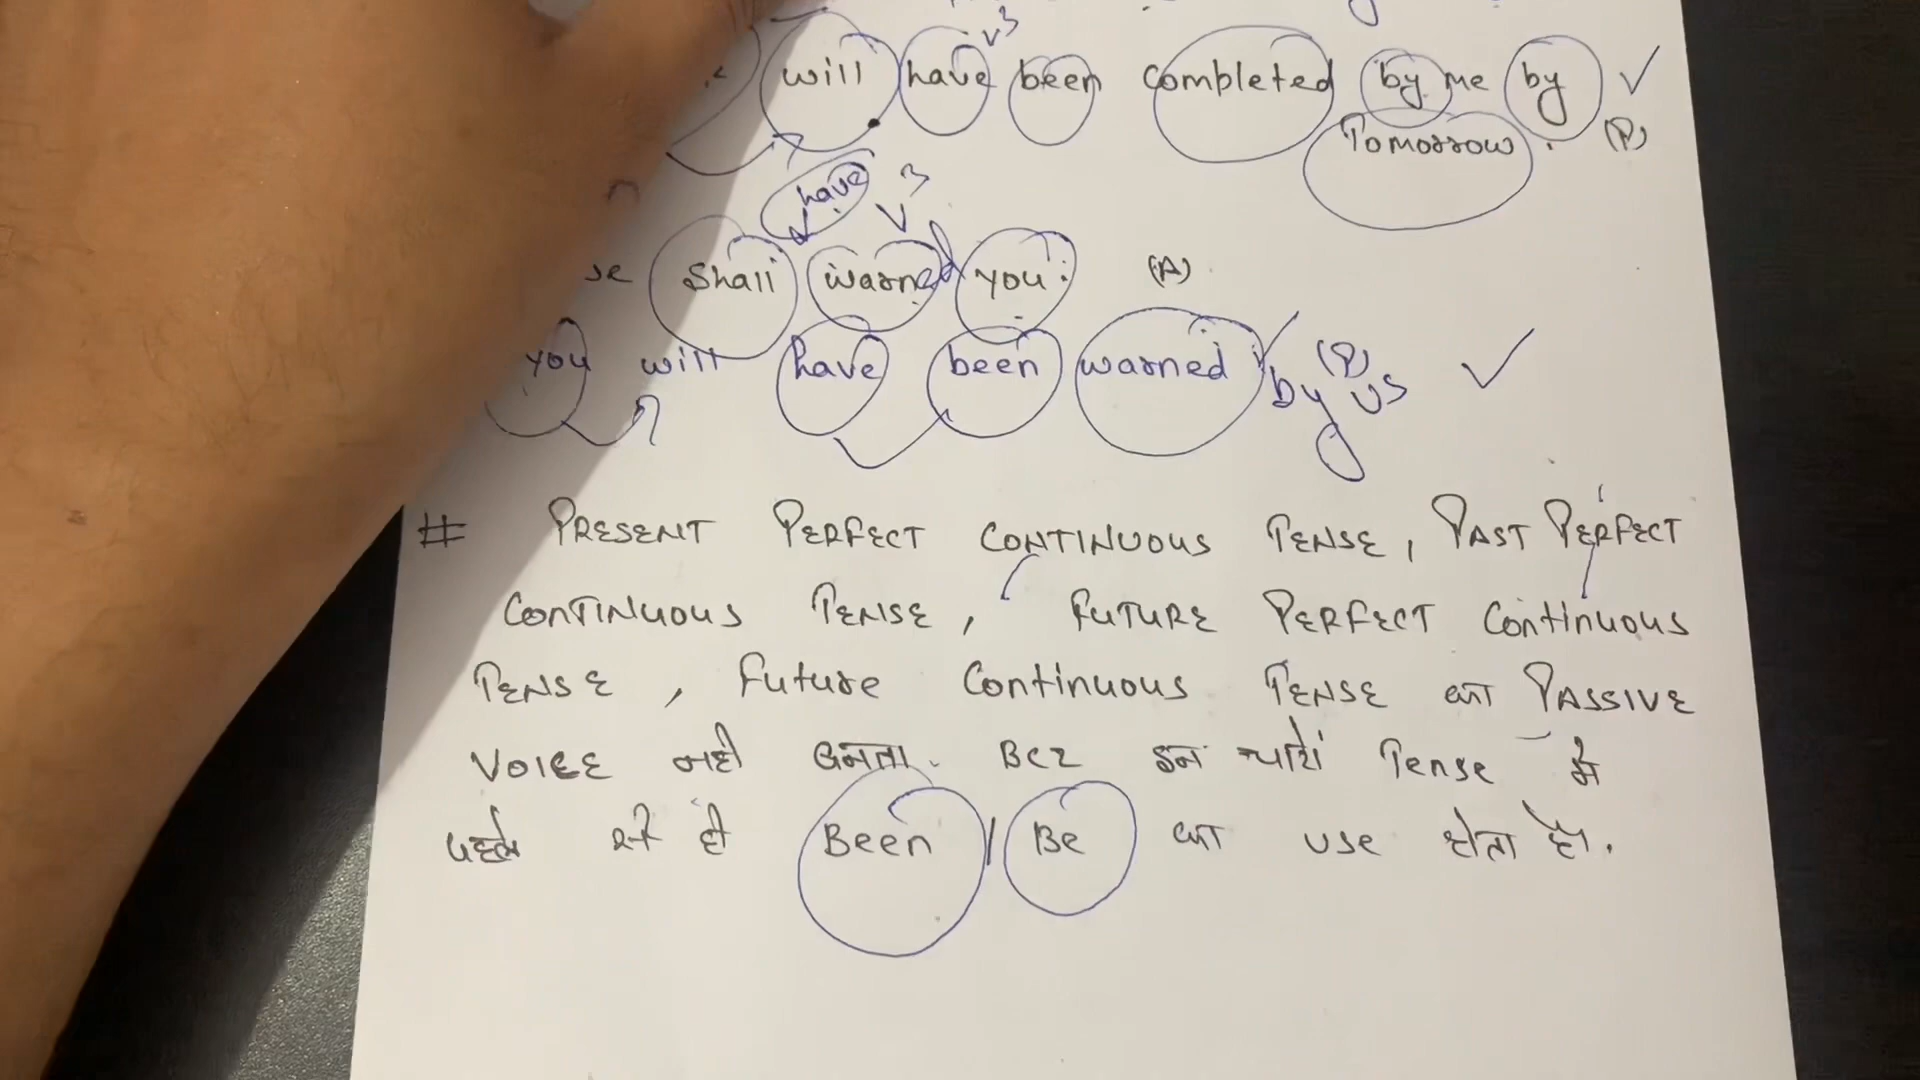 v3
will have been completed by me by ✓
Tomorrow. (P)
have v3
Shall warned you. (A)
you will have been warned by us (P) ✓
# PRESENT PERFECT CONTINUOUS TENSE, PAST PERFECT
CONTINUOUS TENSE, FUTURE PERFECT Continuous
TENSE, Future Continuous TENSE का PASSIVE
VOICE नही बनता. BCZ इन चारों Tense में
पहले से ही Been / Be का USE होता है.